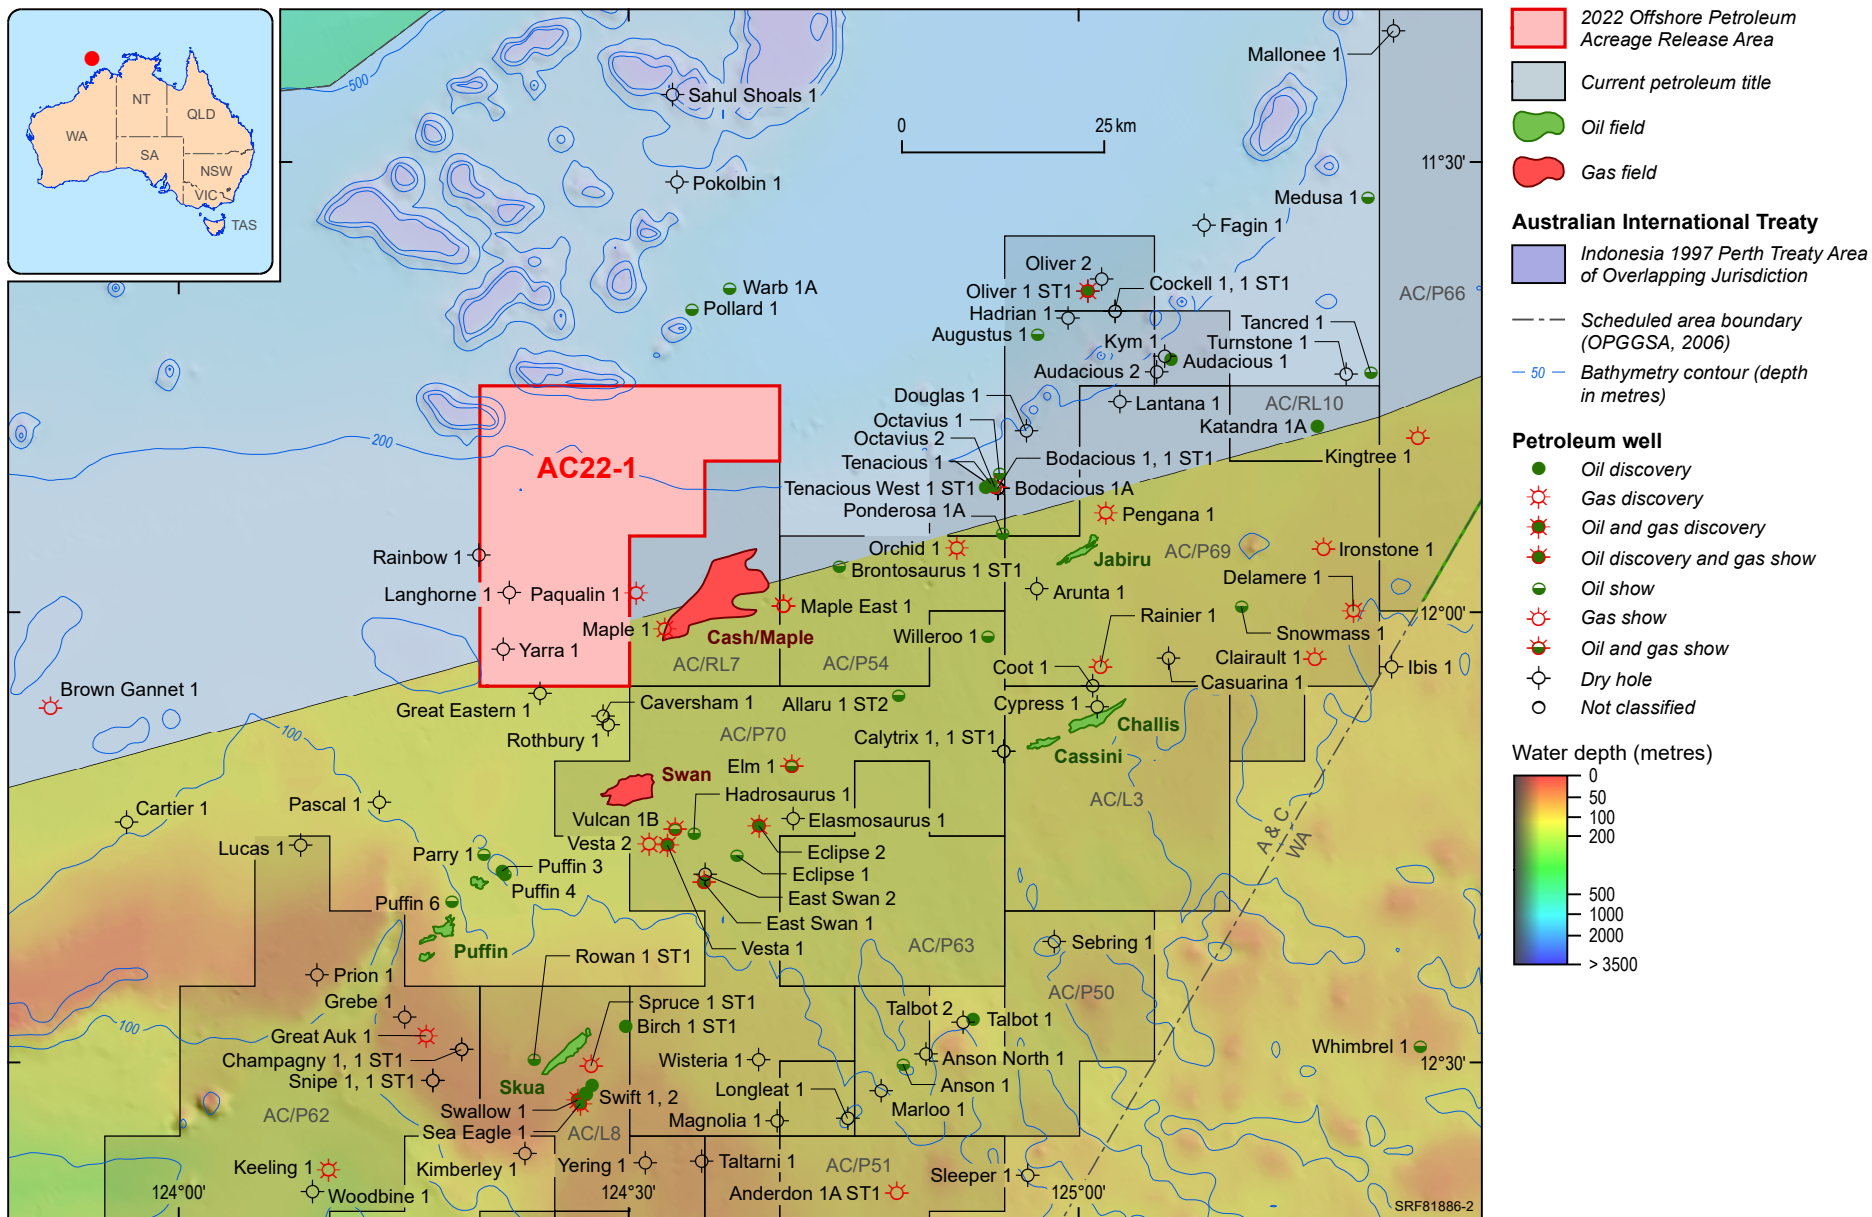 WA
NT
QLD
SA
NSW
VIC
TAS
500
Sahul Shoals 1
Mallonee 1
0
25 km
11°30'
Pokolbin 1
Medusa 1
Fagin 1
Warb 1A
Pollard 1
Oliver 2
Oliver 1 ST1
Cockell 1, 1 ST1
Hadrian 1
AC/P66
Augustus 1
Tancred 1
Kym 1
Turnstone 1
Audacious 1
Audacious 2
Douglas 1
Lantana 1
AC/RL10
Octavius 1
Katandra 1A
200
Octavius 2
AC22-1
Tenacious 1
Bodacious 1, 1 ST1
Kingtree 1
Tenacious West 1 ST1
Bodacious 1A
Ponderosa 1A
Pengana 1
Rainbow 1
Orchid 1
Jabiru
AC/P69
Ironstone 1
Brontosaurus 1 ST1
Delamere 1
Langhorne 1
Paqualin 1
Arunta 1
Maple East 1
12°00'
Maple 1
Cash/Maple
Willeroo 1
Rainier 1
Snowmass 1
Yarra 1
AC/RL7
AC/P54
Coot 1
Clairault 1
Ibis 1
Brown Gannet 1
Casuarina 1
Great Eastern 1
Caversham 1
Allaru 1 ST2
Cypress 1
Challis
Rothbury 1
AC/P70
Calytrix 1, 1 ST1
Cassini
100
Swan
Elm 1
Hadrosaurus 1
AC/L3
Cartier 1
Pascal 1
Vulcan 1B
Elasmosaurus 1
A & C
WA
Lucas 1
Parry 1
Vesta 2
Eclipse 2
Puffin 3
Eclipse 1
Puffin 4
East Swan 2
Puffin 6
East Swan 1
Puffin
Vesta 1
AC/P63
Sebring 1
Rowan 1 ST1
Prion 1
AC/P50
Grebe 1
Spruce 1 ST1
Talbot 2
Talbot 1
100
Great Auk 1
Birch 1 ST1
Champagny 1, 1 ST1
Wisteria 1
Anson North 1
Whimbrel 1
12°30'
Snipe 1, 1 ST1
Skua
Longleat 1
Anson 1
AC/P62
Swallow 1
Swift 1, 2
Marloo 1
Sea Eagle 1
AC/L8
Magnolia 1
Keeling 1
Kimberley 1
Yering 1
Taltarni 1
AC/P51
Sleeper 1
124°00'
Woodbine 1
124°30'
Anderdon 1A ST1
125°00'
SRF81886-2
2022 Offshore Petroleum
Acreage Release Area
Current petroleum title
Oil field
Gas field
Australian International Treaty
Indonesia 1997 Perth Treaty Area
of Overlapping Jurisdiction
Scheduled area boundary
(OPGGSA, 2006)
50
Bathymetry contour (depth
in metres)
Petroleum well
Oil discovery
Gas discovery
Oil and gas discovery
Oil discovery and gas show
Oil show
Gas show
Oil and gas show
Dry hole
Not classified
Water depth (metres)
0
50
100
200
500
1000
2000
> 3500